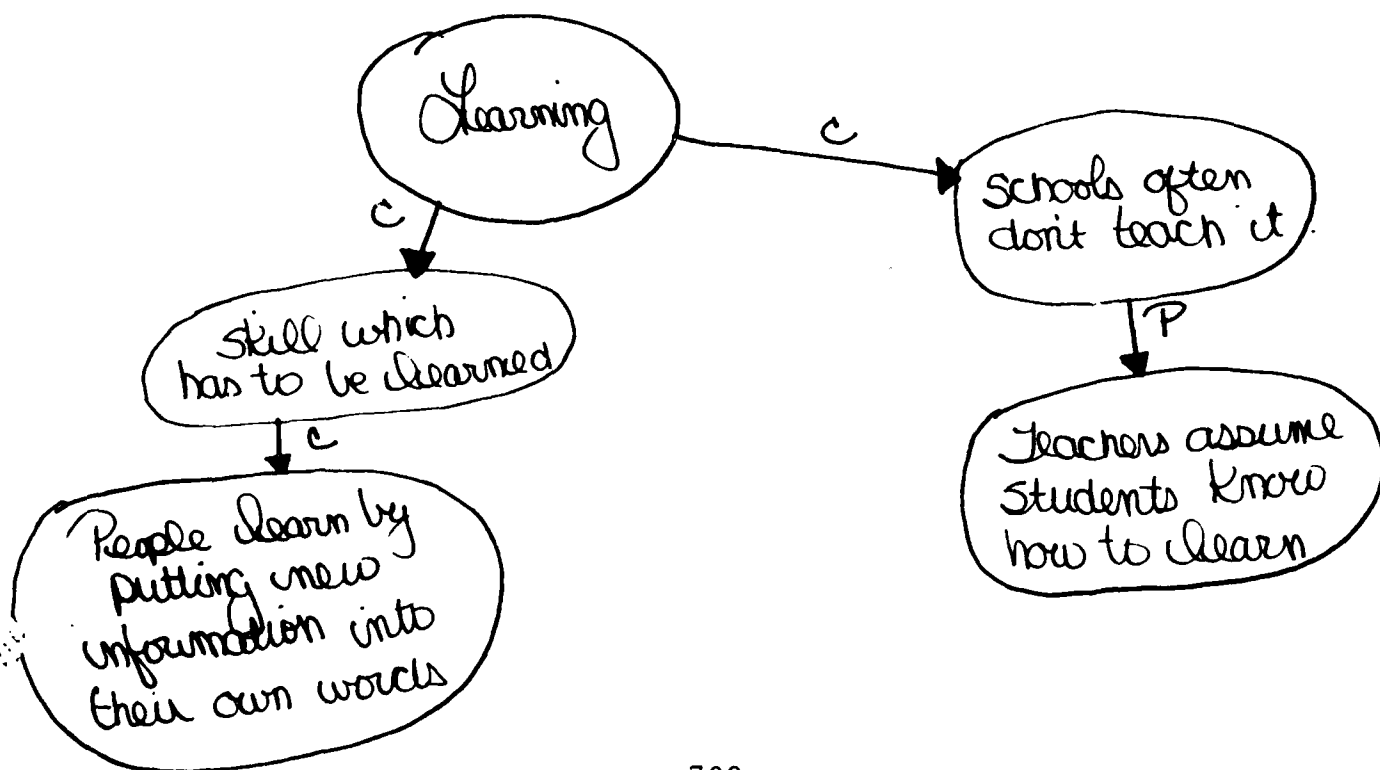 Learning
C
C
schools often
don't teach it.
P
skill which
has to be learned
C
Teachers assume
students know
how to learn
People learn by
putting new
information into
their own words